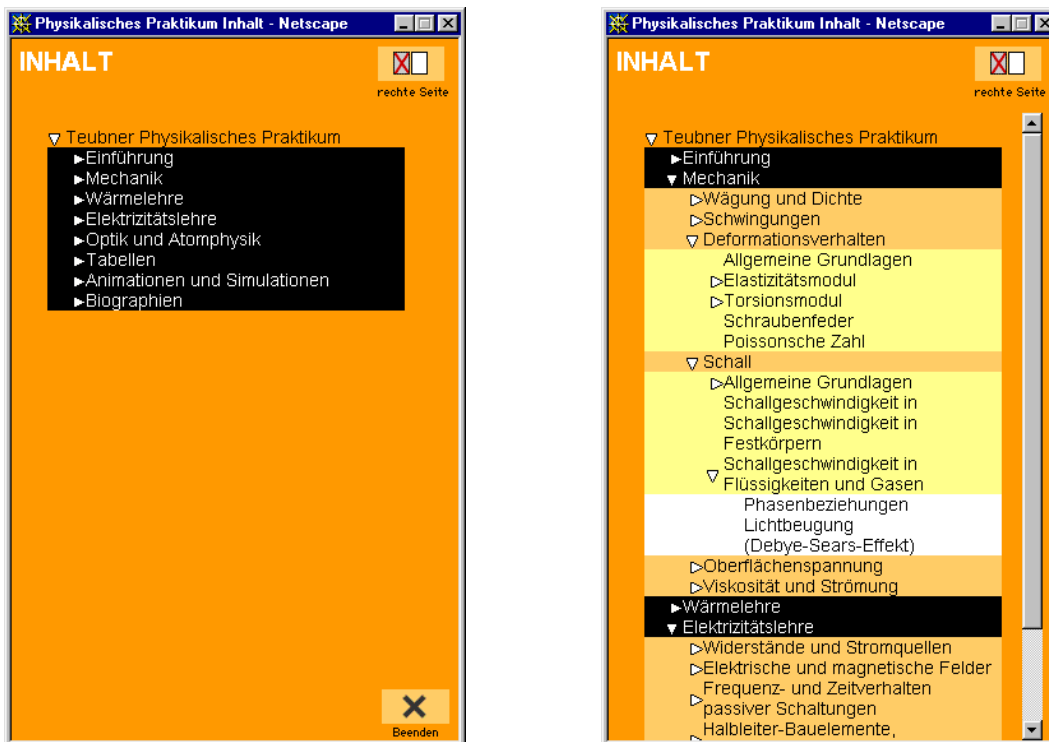 Physikalisches Praktikum Inhalt - Netscape
INHALT
rechte Seite
Teubner Physikalisches Praktikum
Einführung
Mechanik
Wärmelehre
Elektrizitätslehre
Optik und Atomphysik
Tabellen
Animationen und Simulationen
Biographien
Beenden
Physikalisches Praktikum Inhalt - Netscape
INHALT
rechte Seite
Teubner Physikalisches Praktikum
Einführung
Mechanik
Wägung und Dichte
Schwingungen
Deformationsverhalten
Allgemeine Grundlagen
Elastizitätsmodul
Torsionsmodul
Schraubenfeder
Poissonsche Zahl
Schall
Allgemeine Grundlagen
Schallgeschwindigkeit in
Schallgeschwindigkeit in
Festkörpern
Schallgeschwindigkeit in
Flüssigkeiten und Gasen
Phasenbeziehungen
Lichtbeugung
(Debye-Sears-Effekt)
Oberflächenspannung
Viskosität und Strömung
Wärmelehre
Elektrizitätslehre
Widerstände und Stromquellen
Elektrische und magnetische Felder
Frequenz- und Zeitverhalten
passiver Schaltungen
Halbleiter-Bauelemente,